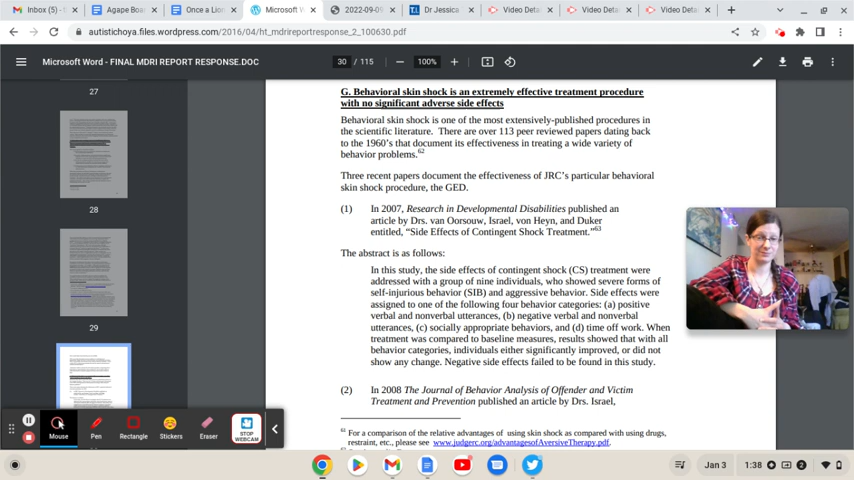 Inbox (5) -
Agape Boa
Once a Lion
Microsoft W
2022-09-09
Dr Jessica
Video Deta
Video Deta
Video Deta
autistichoya.files.wordpress.com/2016/04/ht_mdrireportresponse_2_100630.pdf
Microsoft Word - FINAL MDRI REPORT RESPONSE.DOC
30 / 115
100%
27
28
29
G. Behavioral skin shock is an extremely effective treatment procedure
with no significant adverse side effects
Behavioral skin shock is one of the most extensively-published procedures in
the scientific literature. There are over 113 peer reviewed papers dating back
to the 1960's that document its effectiveness in treating a wide variety of
behavior problems.62
Three recent papers document the effectiveness of JRC's particular behavioral
skin shock procedure, the GED.
(1) In 2007, Research in Developmental Disabilities published an
article by Drs. van Oorsouw, Israel, von Heyn, and Duker
entitled, "Side Effects of Contingent Shock Treatment."63
The abstract is as follows:
In this study, the side effects of contingent shock (CS) treatment were
addressed with a group of nine individuals, who showed severe forms of
self-injurious behavior (SIB) and aggressive behavior. Side effects were
assigned to one of the following four behavior categories: (a) positive
verbal and nonverbal utterances, (b) negative verbal and nonverbal
utterances, (c) socially appropriate behaviors, and (d) time off work. When
treatment was compared to baseline measures, results showed that with all
behavior categories, individuals either significantly improved, or did not
show any change. Negative side effects failed to be found in this study.
(2) In 2008 The Journal of Behavior Analysis of Offender and Victim
Treatment and Prevention published an article by Drs. Israel,
62 For a comparison of the relative advantages of using skin shock as compared with using drugs,
restraint, etc., please see www.judgerc.org/advantagesofAversiveTherapy.pdf.
Mouse
Pen
Rectangle
Stickers
Eraser
STOP
WEBCAM
Jan 3
1:38
2